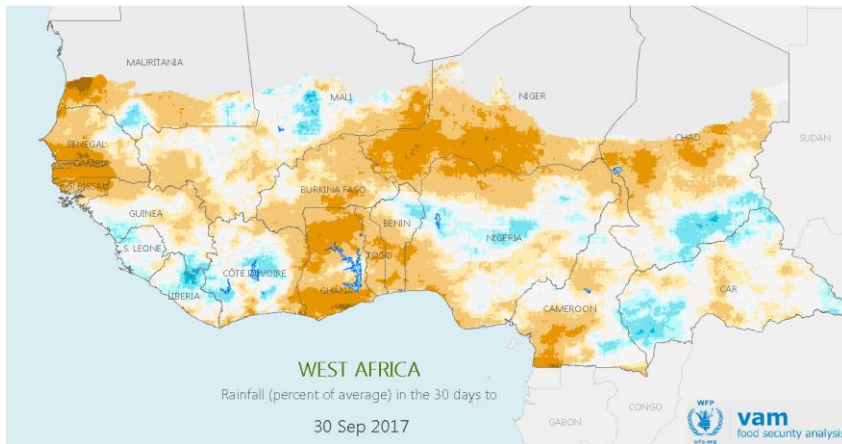 MAURITANIA
MALI
NIGER
CHAD
SUDAN
SENEGAL
GAMBIA
G. BISSAU
BURKINA FASO
GUINEA
BENIN
NIGERIA
S. LEONE
CÔTE D'IVOIRE
TOGO
GHANA
LIBERIA
CAMEROON
CAR
WEST AFRICA
Rainfall (percent of average) in the 30 days to
30 Sep 2017
GABON
CONGO
WFP
wfp.org
vam
food security analysis